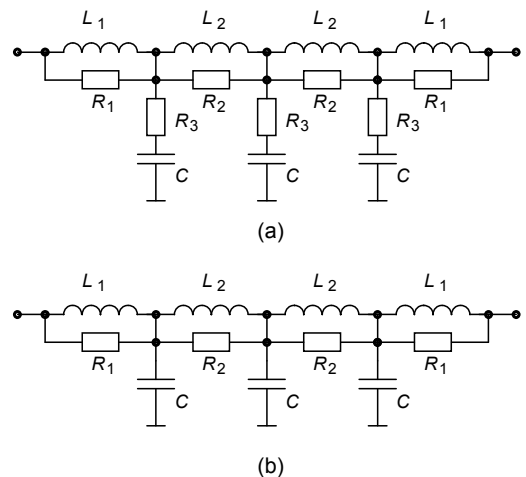 L1 L2 L2 L1
R1 R2 R2 R1
R3 R3 R3
C C C
(a)
L1 L2 L2 L1
R1 R2 R2 R1
C C C
(b)